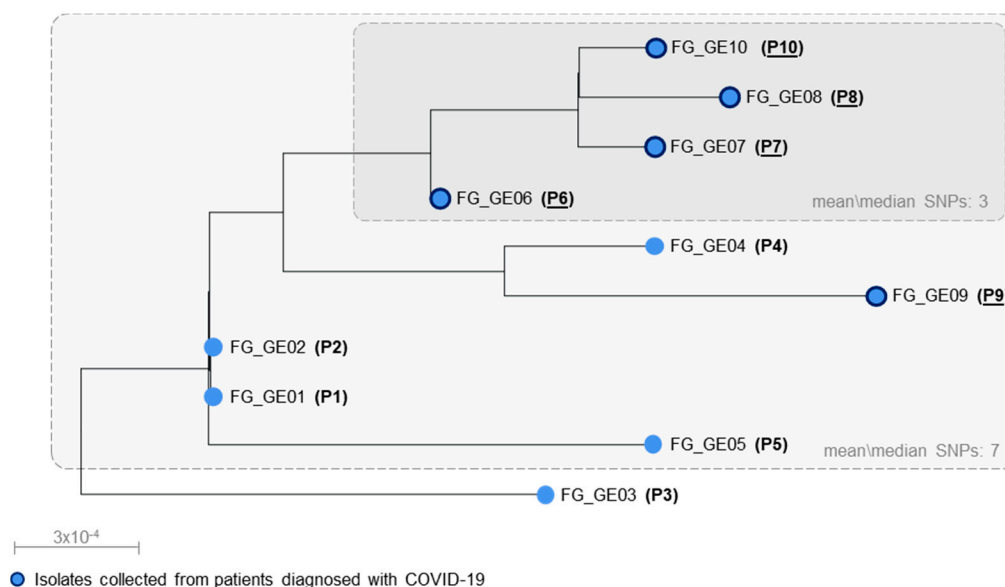 FG_GE10 (P10)
FG_GE08 (P8)
FG_GE07 (P7)
FG_GE06 (P6)
mean\median SNPs: 3
FG_GE04 (P4)
FG_GE09 (P9
FG_GE02 (P2)
FG_GE01 (P1)
FG_GE05 (P5)
mean\median SNPs: 7
FG_GE03 (P3)
3x10-4
Isolates collected from patients diagnosed with COVID-19